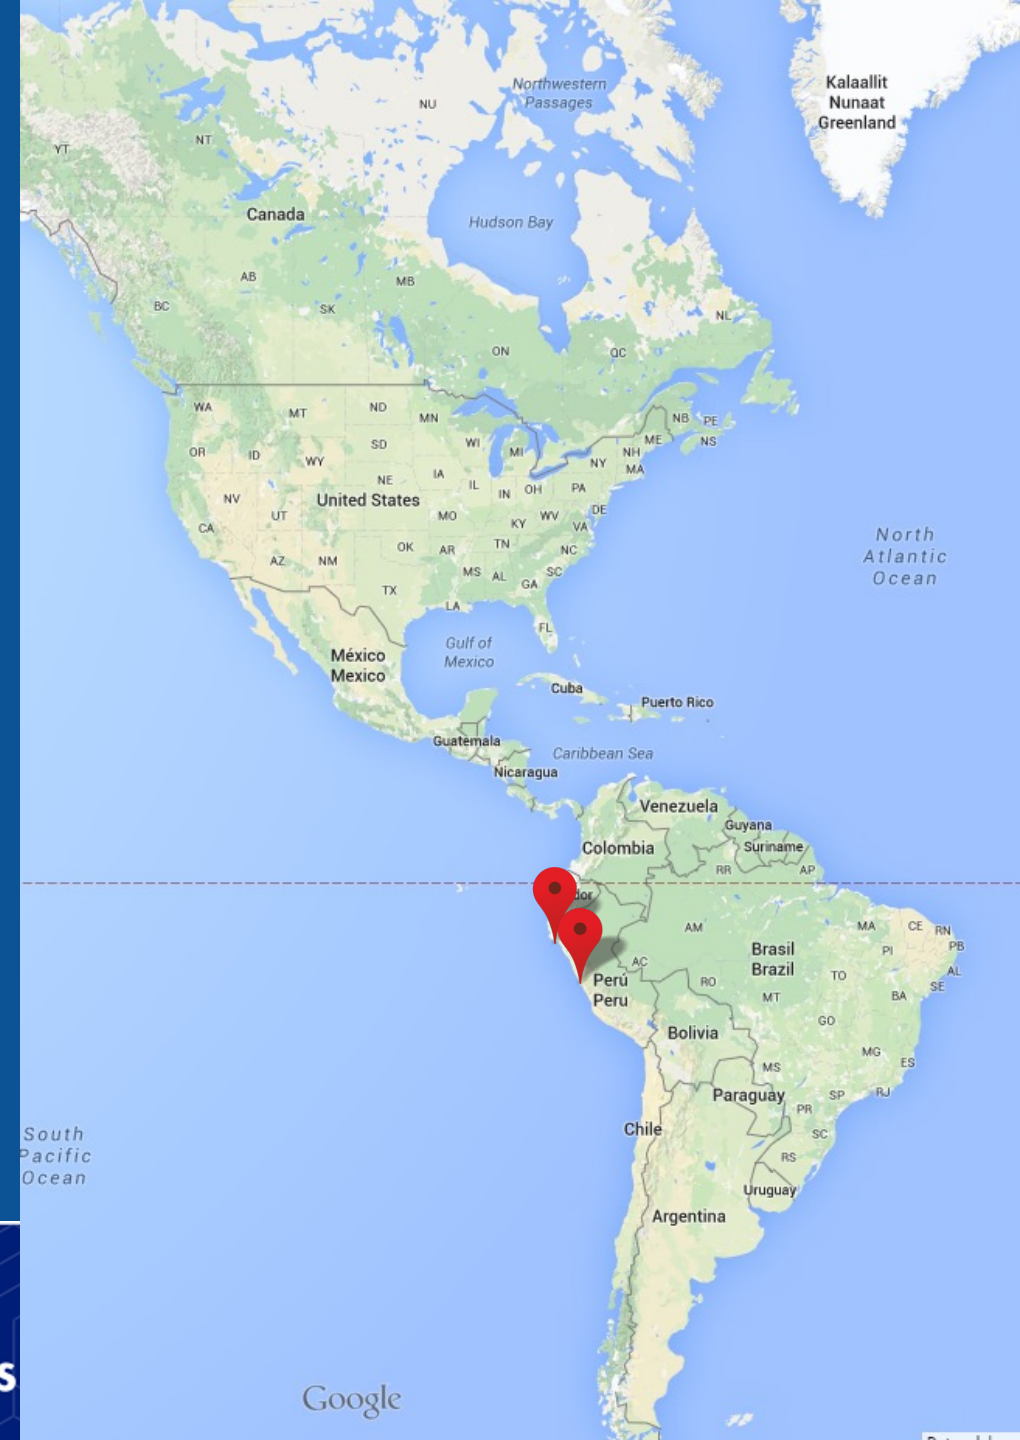 Kalaallit
Nunaat
Greenland
Northwestern
Passages
NU
YT
NT
Canada
Hudson Bay
AB
MB
BC
SK
NL
ON
QC
WA
MT
ND
MN
NB
PE
OR
ID
SD
WI
MI
ME
NS
WY
NH
NY
MA
NE
IA
IL
IN
OH
PA
NV
United States
UT
MO
KY
WV
DE
CA
VA
North
Atlantic
Ocean
AZ
NM
OK
AR
TN
NC
MS
AL
SC
GA
TX
LA
FL
Gulf of
Mexico
México
Mexico
Cuba
Puerto Rico
Guatemala
Caribbean Sea
Nicaragua
Venezuela
Guyana
Suriname
Colombia
RR
AP
dor
AM
MA
CE
RN
PI
PB
Brasil
Brazil
AC
TO
AL
SE
Perú
Peru
RO
MT
BA
GO
Bolivia
MG
ES
MS
Paraguay
SP
RJ
PR
Chile
SC
South
Pacific
Ocean
RS
Uruguay
Argentina
s
Google